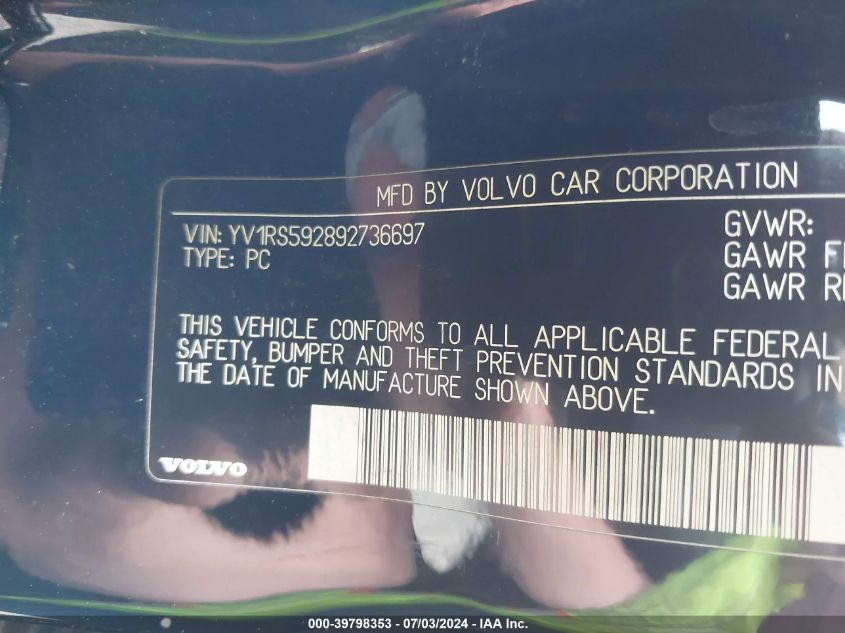 MFD BY VOLVO CAR CORPORATION
VIN: YV1RS592892736697
TYPE: PC
GVWR:
GAWR
GAWR
THIS VEHICLE CONFORMS TO ALL APPLICABLE FEDERAL
SAFETY, BUMPER AND THEFT PREVENTION STANDARDS IN
THE DATE OF MANUFACTURE SHOWN ABOVE.
VOLVO
000-39798353 / 07/03/2024 - IAA Inc.